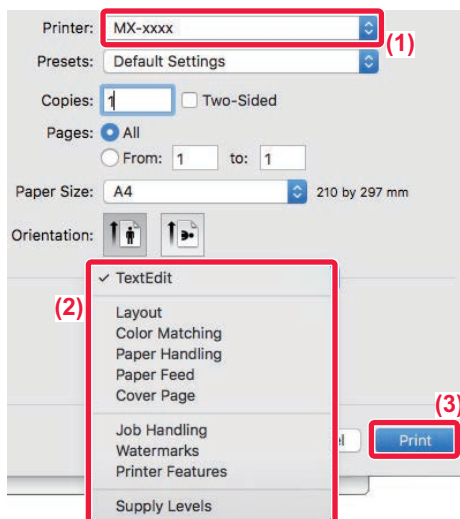 Printer: MX-xxxx
(1)
Presets: Default Settings
Copies: 1 Two-Sided
Pages: All
From: 1 to: 1
Paper Size: A4 210 by 297 mm
Orientation:
✓ TextEdit
(2)
Layout
Color Matching
Paper Handling
Paper Feed
Cover Page
(3)
Job Handling
Print
Watermarks
Printer Features
Supply Levels